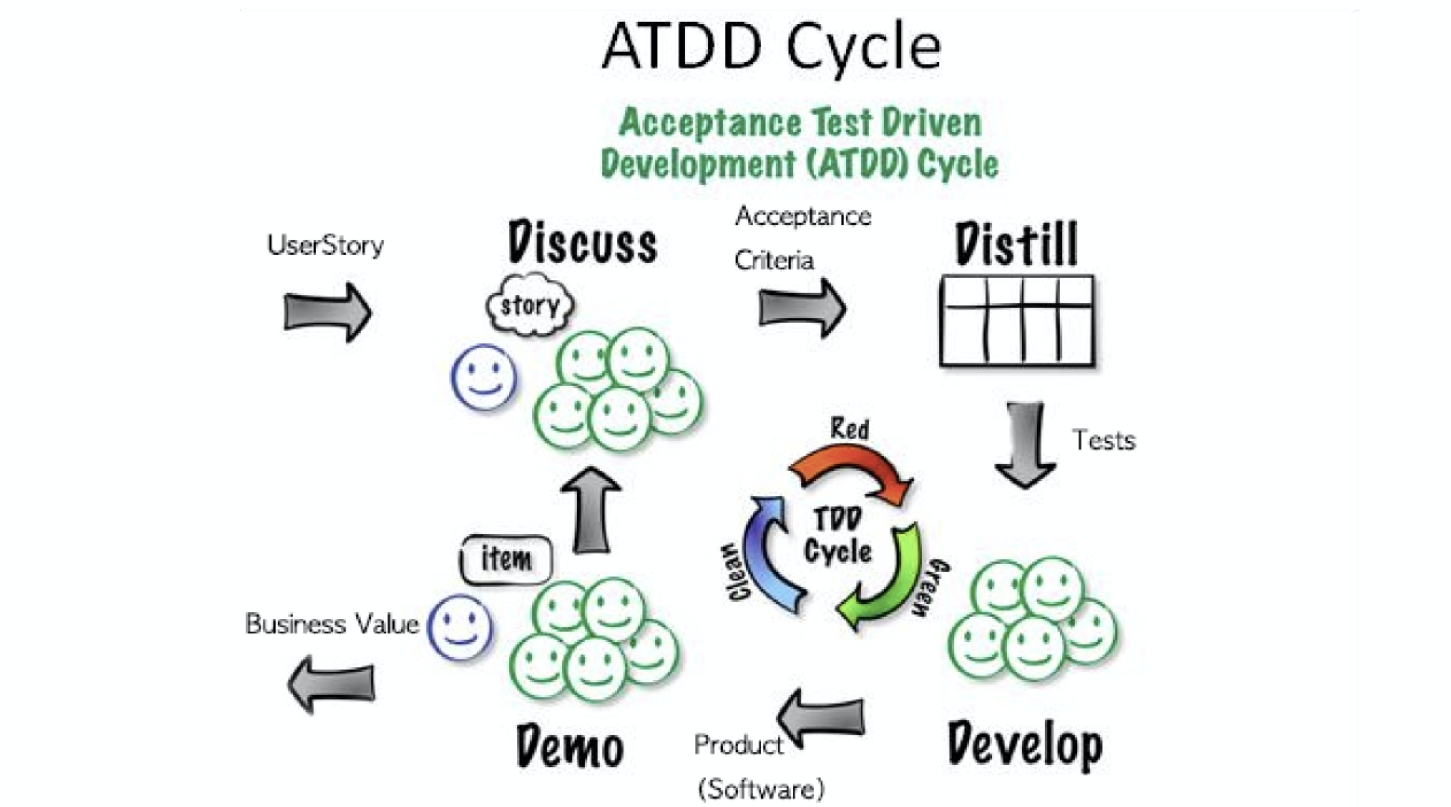 ATDD Cycle
Acceptance Test Driven
Development (ATDD) Cycle
UserStory
Discuss
story
Acceptance
Criteria
Distill
Tests
Red
TDD
Cycle
Green
Clean
item
Business Value
Demo
Product
(Software)
Develop